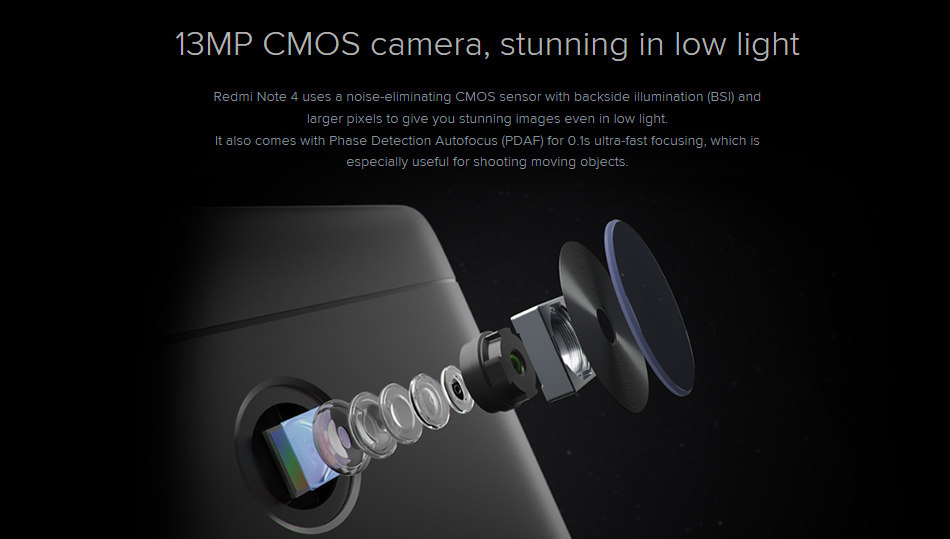 13MP CMOS camera, stunning in low light
Redmi Note 4 uses a noise-eliminating CMOS sensor with backside illumination (BSI) and
larger pixels to give you stunning images even in low light.
It also comes with Phase Detection Autofocus (PDAF) for 0.1s ultra-fast focusing, which is
especially useful for shooting moving objects.